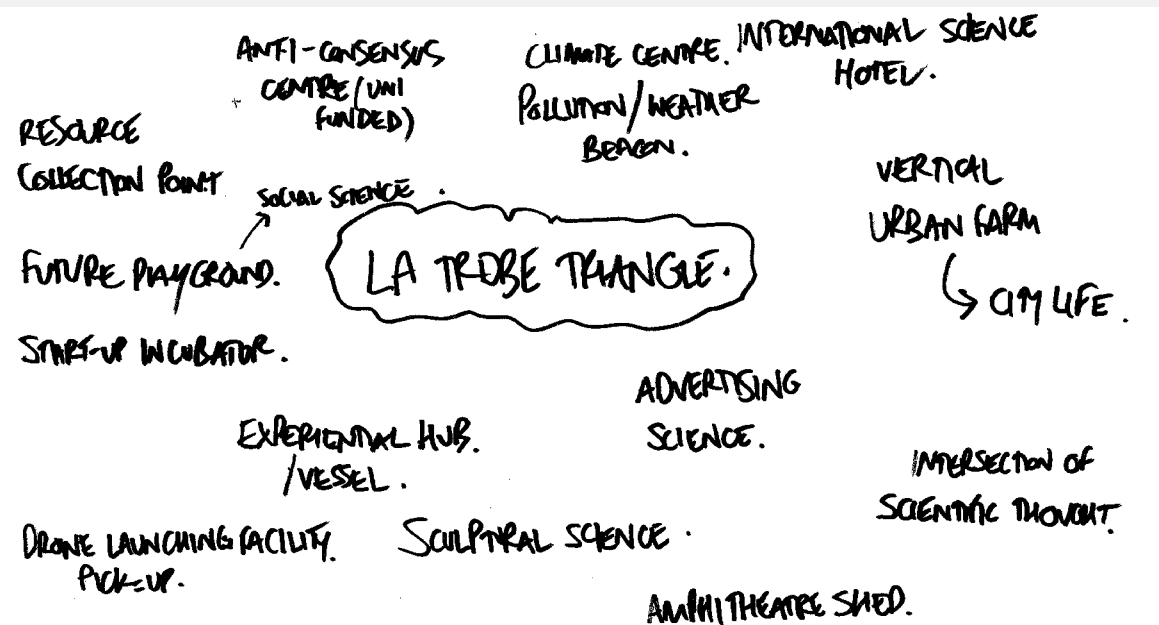 ANTI-CONSENSUS
CENTRE/UNI
FUNDED)
CLIMATE CENTRE.
POLLUTION/WEATHER
BEACON.
INTERNATIONAL SCIENCE
HOTEL.
RESOURCE
COLLECTION POINT
SOCIAL SCIENCE.
VERTICAL
URBAN FARM
CITY LIFE.
FUTURE PLAYGROUND.
LA TROBE TRIANGLE.
START-UP INCUBATOR.
ADVERTISING
SCIENCE.
EXPERIENTIAL HUB.
/VESSEL.
INTERSECTION OF
SCIENTIFIC THOUGHT.
DRONE LAUNCHING FACILITY.
PICK-UP.
SCULPTRAL SCIENCE.
AMPHITHEATRE SHED.